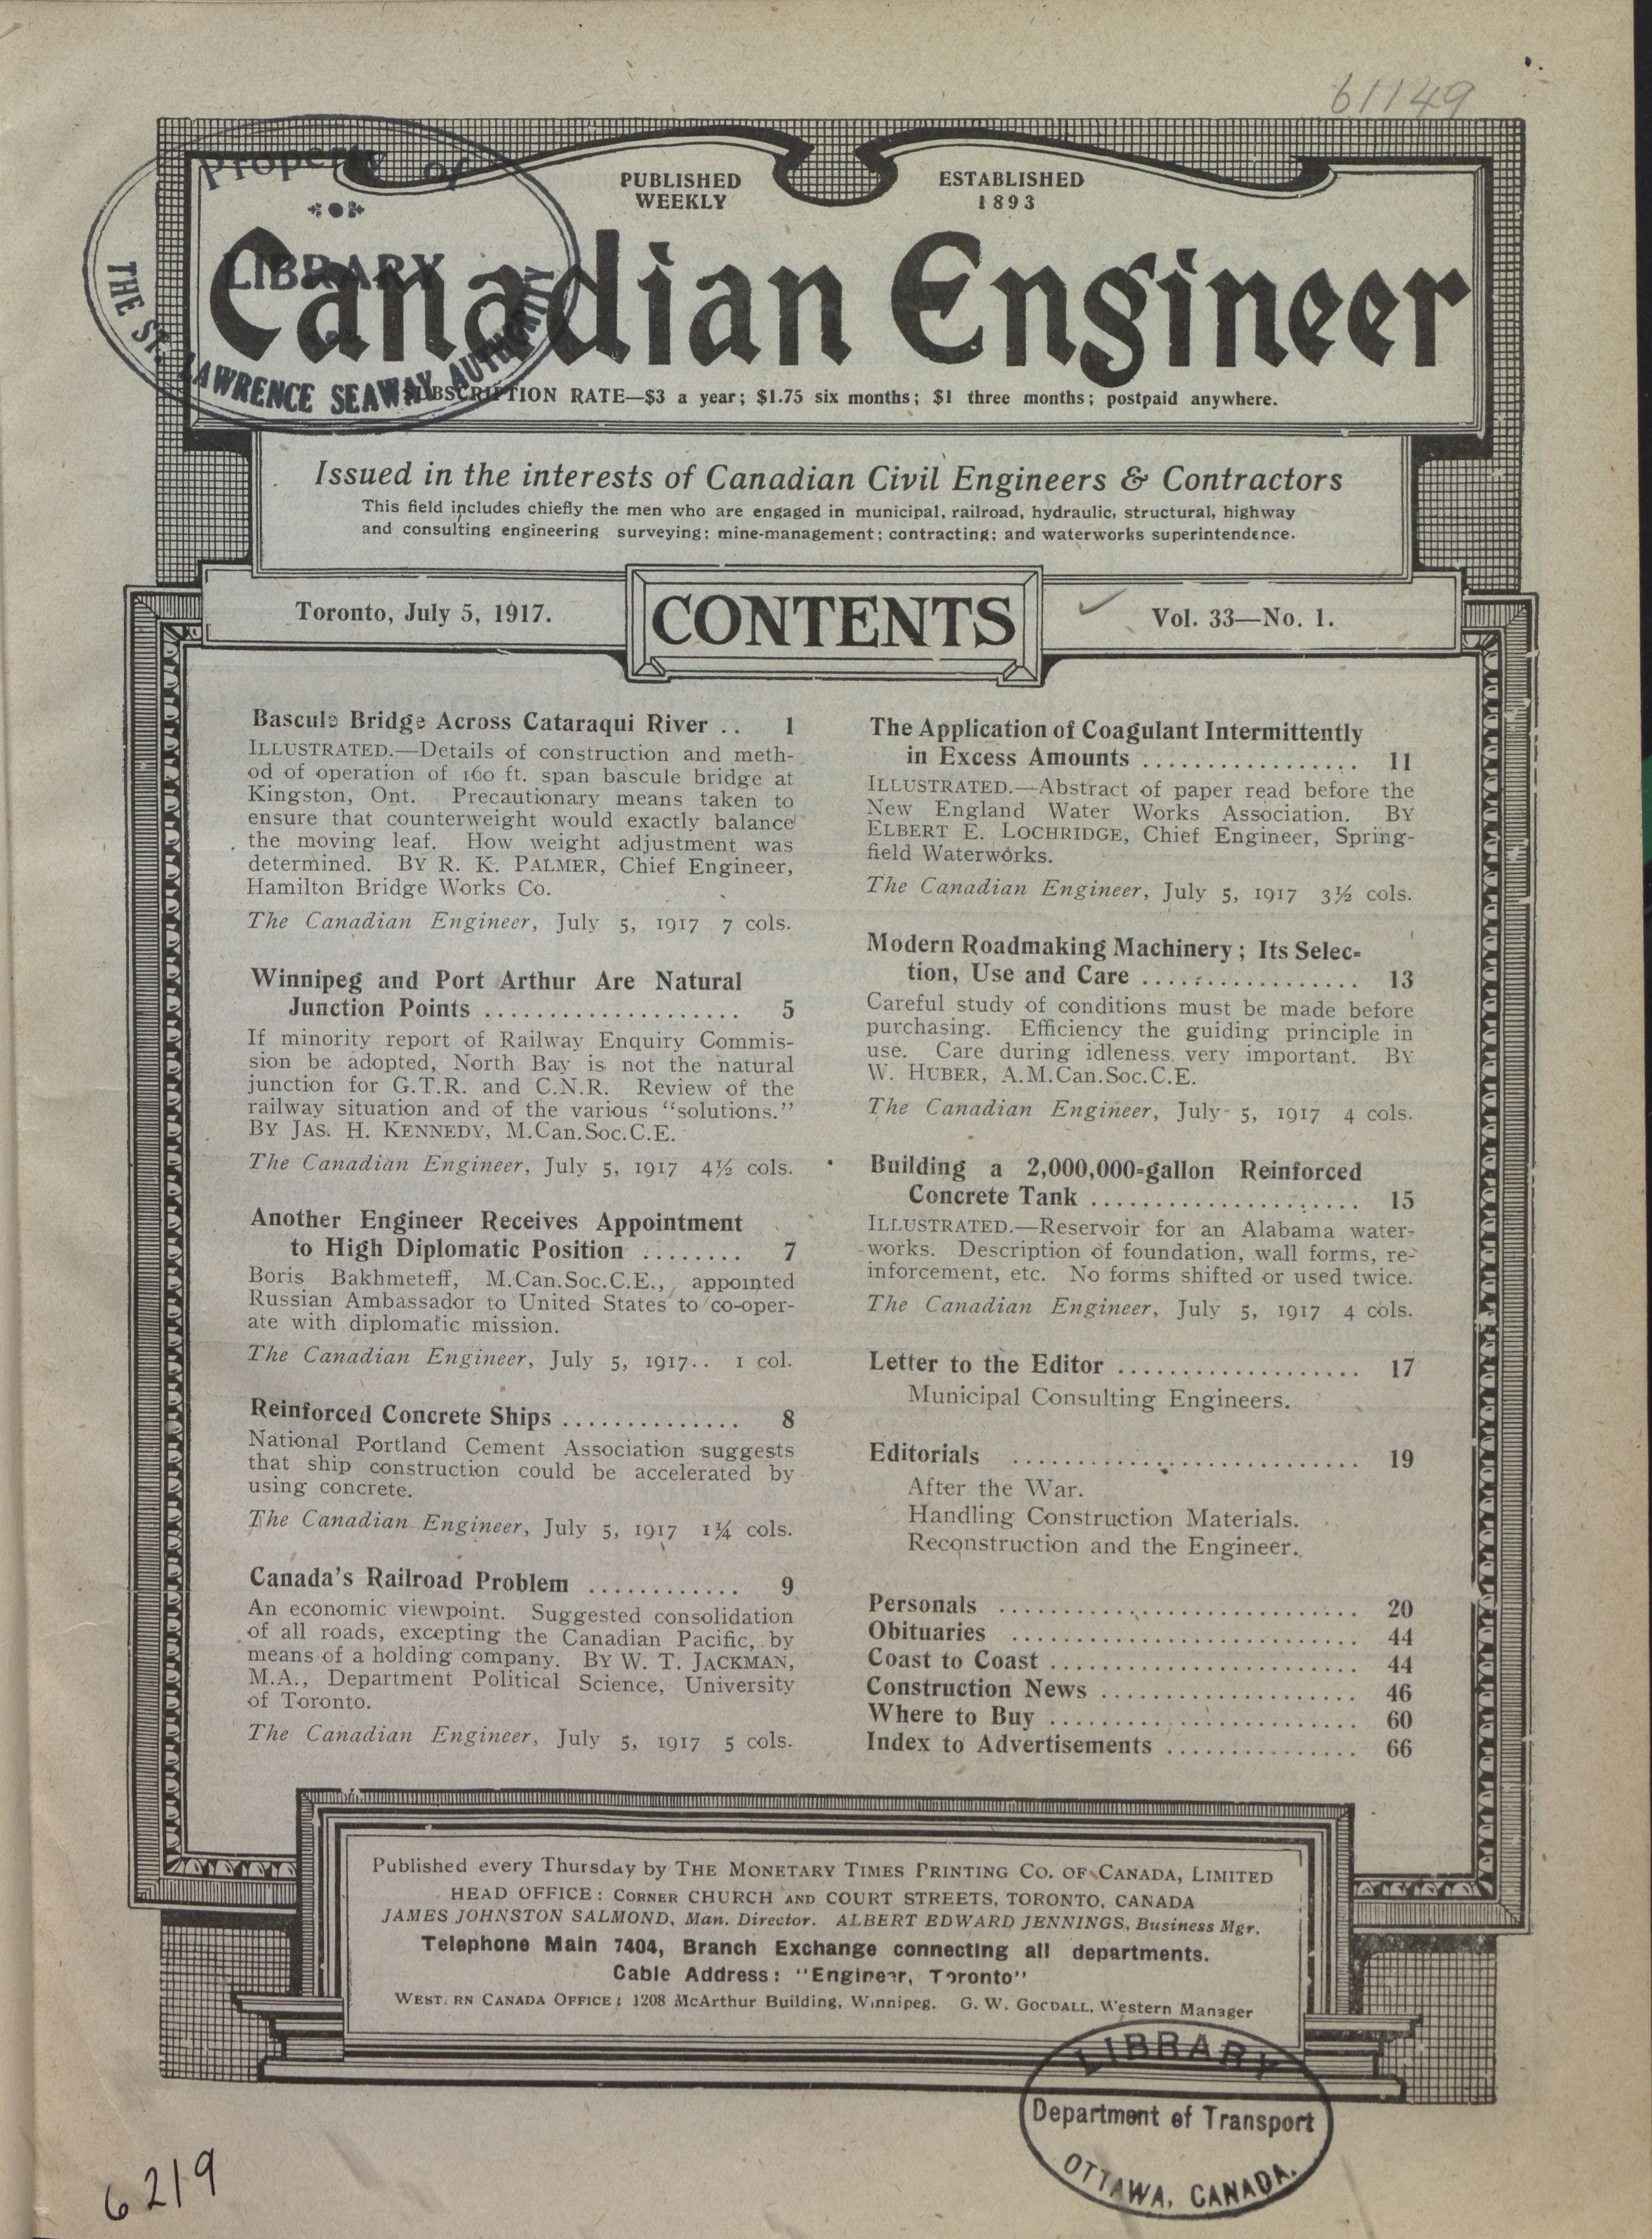 61149
Property of
LIBRARY
THE ST. LAWRENCE SEAWAY AUTHORITY
PUBLISHED WEEKLY
ESTABLISHED 1893
Canadian Engineer
SUBSCRIPTION RATE—$3 a year; $1.75 six months; $1 three months; postpaid anywhere.
Issued in the interests of Canadian Civil Engineers & Contractors
This field includes chiefly the men who are engaged in municipal, railroad, hydraulic, structural, highway
and consulting engineering surveying; mine-management; contracting; and waterworks superintendence.
Toronto, July 5, 1917.
CONTENTS
Vol. 33—No. 1.
Bascule Bridge Across Cataraqui River .. 1
ILLUSTRATED.—Details of construction and meth-
od of operation of 160 ft. span bascule bridge at
Kingston, Ont. Precautionary means taken to
ensure that counterweight would exactly balance
the moving leaf. How weight adjustment was
determined. BY R. K. PALMER, Chief Engineer,
Hamilton Bridge Works Co.
The Canadian Engineer, July 5, 1917 7 cols.
Winnipeg and Port Arthur Are Natural
Junction Points .................... 5
If minority report of Railway Enquiry Commis-
sion be adopted, North Bay is not the natural
junction for G.T.R. and C.N.R. Review of the
railway situation and of the various “solutions.”
BY JAS. H. KENNEDY, M.Can.Soc.C.E.
The Canadian Engineer, July 5, 1917 4½ cols.
Another Engineer Receives Appointment
to High Diplomatic Position ........ 7
Boris Bakhmeteff, M.Can.Soc.C.E., appointed
Russian Ambassador to United States to co-oper-
ate with diplomatic mission.
The Canadian Engineer, July 5, 1917.. 1 col.
Reinforced Concrete Ships .............. 8
National Portland Cement Association suggests
that ship construction could be accelerated by
using concrete.
The Canadian Engineer, July 5, 1917 1¼ cols.
Canada's Railroad Problem ............ 9
An economic viewpoint. Suggested consolidation
of all roads, excepting the Canadian Pacific, by
means of a holding company. BY W. T. JACKMAN,
M.A., Department Political Science, University
of Toronto.
The Canadian Engineer, July 5, 1917 5 cols.
The Application of Coagulant Intermittently
in Excess Amounts ................. 11
ILLUSTRATED.—Abstract of paper read before the
New England Water Works Association. BY
ELBERT E. LOCHRIDGE, Chief Engineer, Spring-
field Waterworks.
The Canadian Engineer, July 5, 1917 3½ cols.
Modern Roadmaking Machinery; Its Selec-
tion, Use and Care ................. 13
Careful study of conditions must be made before
purchasing. Efficiency the guiding principle in
use. Care during idleness very important. BY
W. HUBER, A.M.Can.Soc.C.E.
The Canadian Engineer, July 5, 1917 4 cols.
Building a 2,000,000-gallon Reinforced
Concrete Tank ..................... 15
ILLUSTRATED.—Reservoir for an Alabama water-
works. Description of foundation, wall forms, re-
inforcement, etc. No forms shifted or used twice.
The Canadian Engineer, July 5, 1917 4 cols.
Letter to the Editor ................... 17
Municipal Consulting Engineers.
Editorials ........................... 19
After the War.
Handling Construction Materials.
Reconstruction and the Engineer.
Personals ............................ 20
Obituaries ........................... 44
Coast to Coast ........................ 44
Construction News .................... 46
Where to Buy ........................ 60
Index to Advertisements ............... 66
Published every Thursday by THE MONETARY TIMES PRINTING CO. OF CANADA, LIMITED
HEAD OFFICE: CORNER CHURCH AND COURT STREETS, TORONTO, CANADA
JAMES JOHNSTON SALMOND, Man. Director. ALBERT EDWARD JENNINGS, Business Mgr.
Telephone Main 7404, Branch Exchange connecting all departments.
Cable Address: "Engineer, Toronto"
WESTERN CANADA OFFICE: 1208 McArthur Building, Winnipeg. G. W. GOODALL, Western Manager
LIBRARY
Department of Transport
OTTAWA, CANADA.
6219